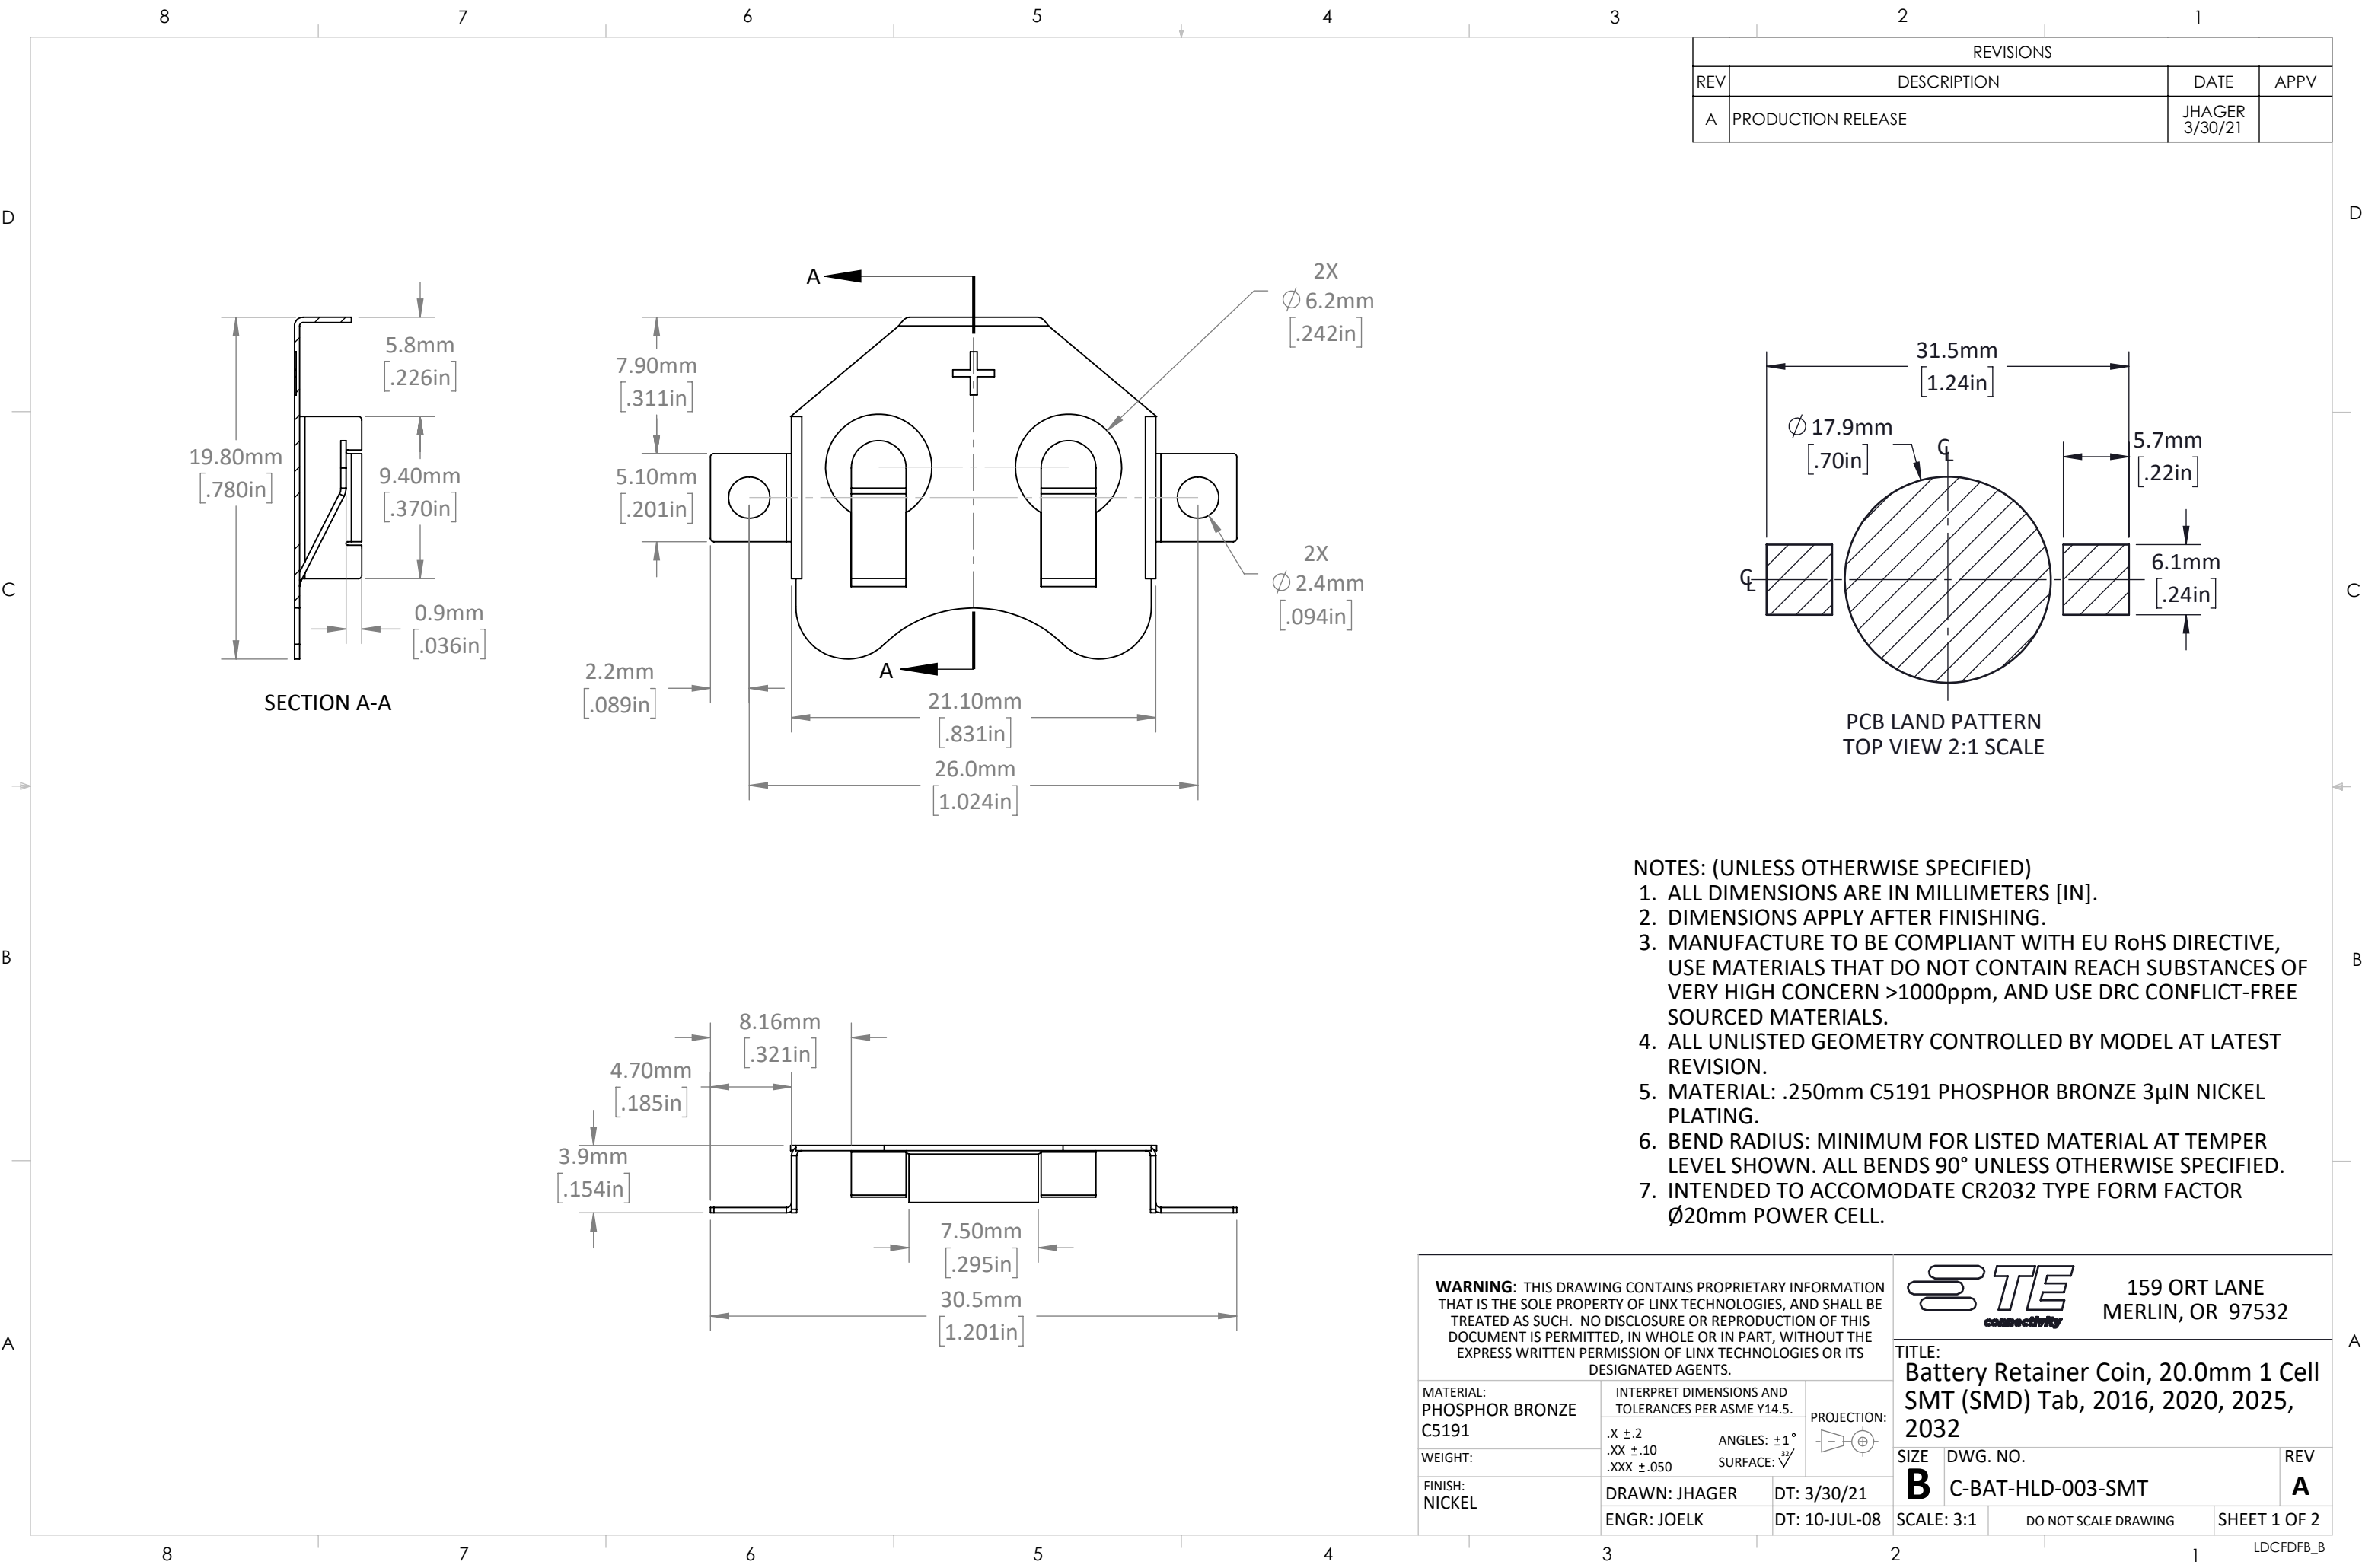 8 7 6 5 4 3 2 1
REVISIONS
REV DESCRIPTION DATE APPV
A PRODUCTION RELEASE JHAGER 3/30/21
D
D
C
C
B
B
A
A
5.8mm
[.226in]
19.80mm
[.780in]
9.40mm
[.370in]
0.9mm
[.036in]
SECTION A-A
A
A
2X
Ø 6.2mm
[.242in]
7.90mm
[.311in]
5.10mm
[.201in]
2X
Ø 2.4mm
[.094in]
2.2mm
[.089in]
21.10mm
[.831in]
26.0mm
[1.024in]
31.5mm
[1.24in]
Ø 17.9mm
[.70in]
℄
5.7mm
[.22in]
℄
6.1mm
[.24in]
PCB LAND PATTERN
TOP VIEW 2:1 SCALE
8.16mm
[.321in]
4.70mm
[.185in]
3.9mm
[.154in]
7.50mm
[.295in]
30.5mm
[1.201in]
NOTES: (UNLESS OTHERWISE SPECIFIED)
1. ALL DIMENSIONS ARE IN MILLIMETERS [IN].
2. DIMENSIONS APPLY AFTER FINISHING.
3. MANUFACTURE TO BE COMPLIANT WITH EU RoHS DIRECTIVE,
USE MATERIALS THAT DO NOT CONTAIN REACH SUBSTANCES OF
VERY HIGH CONCERN >1000ppm, AND USE DRC CONFLICT-FREE
SOURCED MATERIALS.
4. ALL UNLISTED GEOMETRY CONTROLLED BY MODEL AT LATEST
REVISION.
5. MATERIAL: .250mm C5191 PHOSPHOR BRONZE 3µIN NICKEL
PLATING.
6. BEND RADIUS: MINIMUM FOR LISTED MATERIAL AT TEMPER
LEVEL SHOWN. ALL BENDS 90° UNLESS OTHERWISE SPECIFIED.
7. INTENDED TO ACCOMODATE CR2032 TYPE FORM FACTOR
Ø20mm POWER CELL.
WARNING: THIS DRAWING CONTAINS PROPRIETARY INFORMATION
THAT IS THE SOLE PROPERTY OF LINX TECHNOLOGIES, AND SHALL BE
TREATED AS SUCH. NO DISCLOSURE OR REPRODUCTION OF THIS
DOCUMENT IS PERMITTED, IN WHOLE OR IN PART, WITHOUT THE
EXPRESS WRITTEN PERMISSION OF LINX TECHNOLOGIES OR ITS
DESIGNATED AGENTS.
TE
connectivity
159 ORT LANE
MERLIN, OR 97532
TITLE:
Battery Retainer Coin, 20.0mm 1 Cell
SMT (SMD) Tab, 2016, 2020, 2025,
2032
MATERIAL:
PHOSPHOR BRONZE
C5191
WEIGHT:
FINISH:
NICKEL
INTERPRET DIMENSIONS AND
TOLERANCES PER ASME Y14.5.
.X ±.2
.XX ±.10
.XXX ±.050
ANGLES: ±1°
SURFACE: 32
PROJECTION:
DRAWN: JHAGER DT: 3/30/21
ENGR: JOELK DT: 10-JUL-08
SIZE
B
DWG. NO.
C-BAT-HLD-003-SMT
REV
A
SCALE: 3:1 DO NOT SCALE DRAWING SHEET 1 OF 2
8 7 6 5 4 3 2 1
LDCFDFB_B